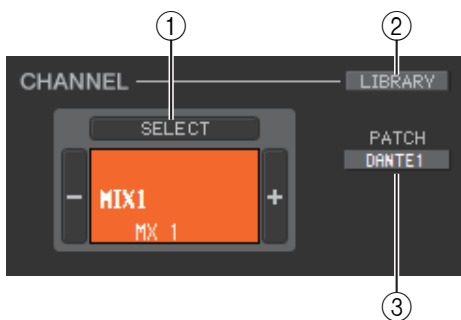 ① ②
CHANNEL LIBRARY
SELECT
PATCH
DANTE1
− MIX1 +
MX 1
③